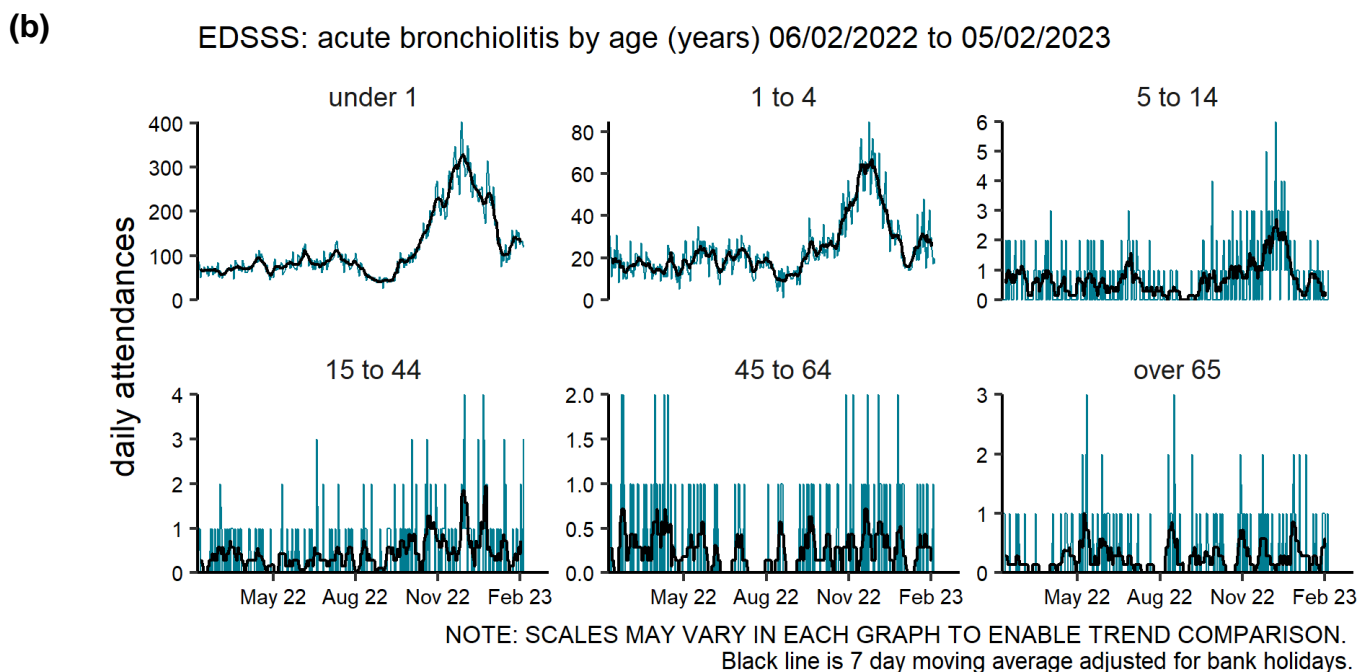 (b)
EDSSS: acute bronchiolitis by age (years) 06/02/2022 to 05/02/2023
daily attendances
under 1
400
300
200
100
0
1 to 4
80
60
40
20
0
5 to 14
6
5
4
3
2
1
0
15 to 44
4
3
2
1
0
May 22 Aug 22 Nov 22 Feb 23
45 to 64
2.0
1.5
1.0
0.5
0.0
May 22 Aug 22 Nov 22 Feb 23
over 65
3
2
1
0
May 22 Aug 22 Nov 22 Feb 23
NOTE: SCALES MAY VARY IN EACH GRAPH TO ENABLE TREND COMPARISON.
Black line is 7 day moving average adjusted for bank holidays.